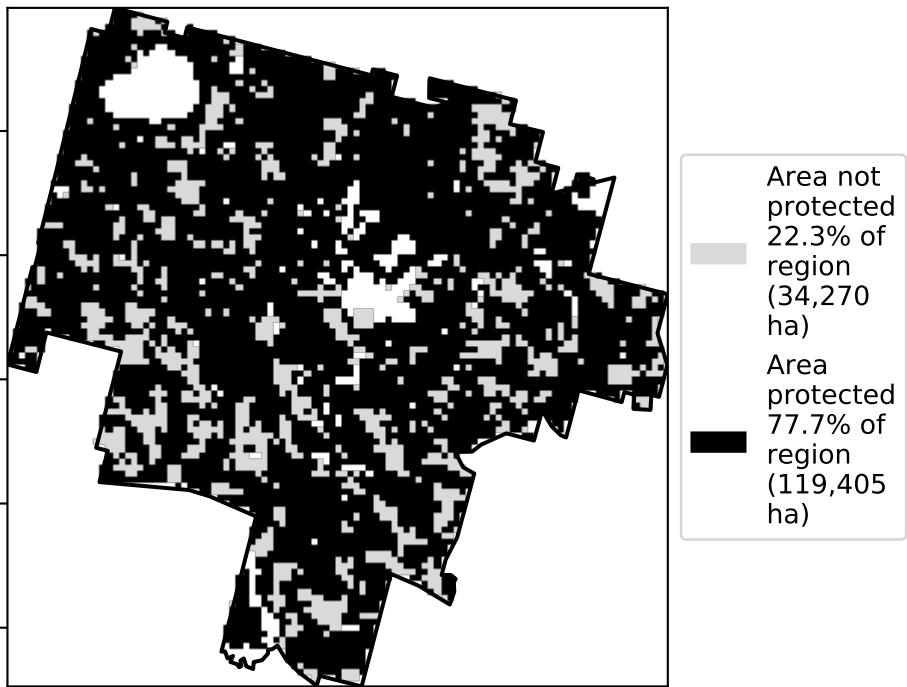 Area not
protected
22.3% of
region
(34,270
ha)
Area
protected
77.7% of
region
(119,405
ha)